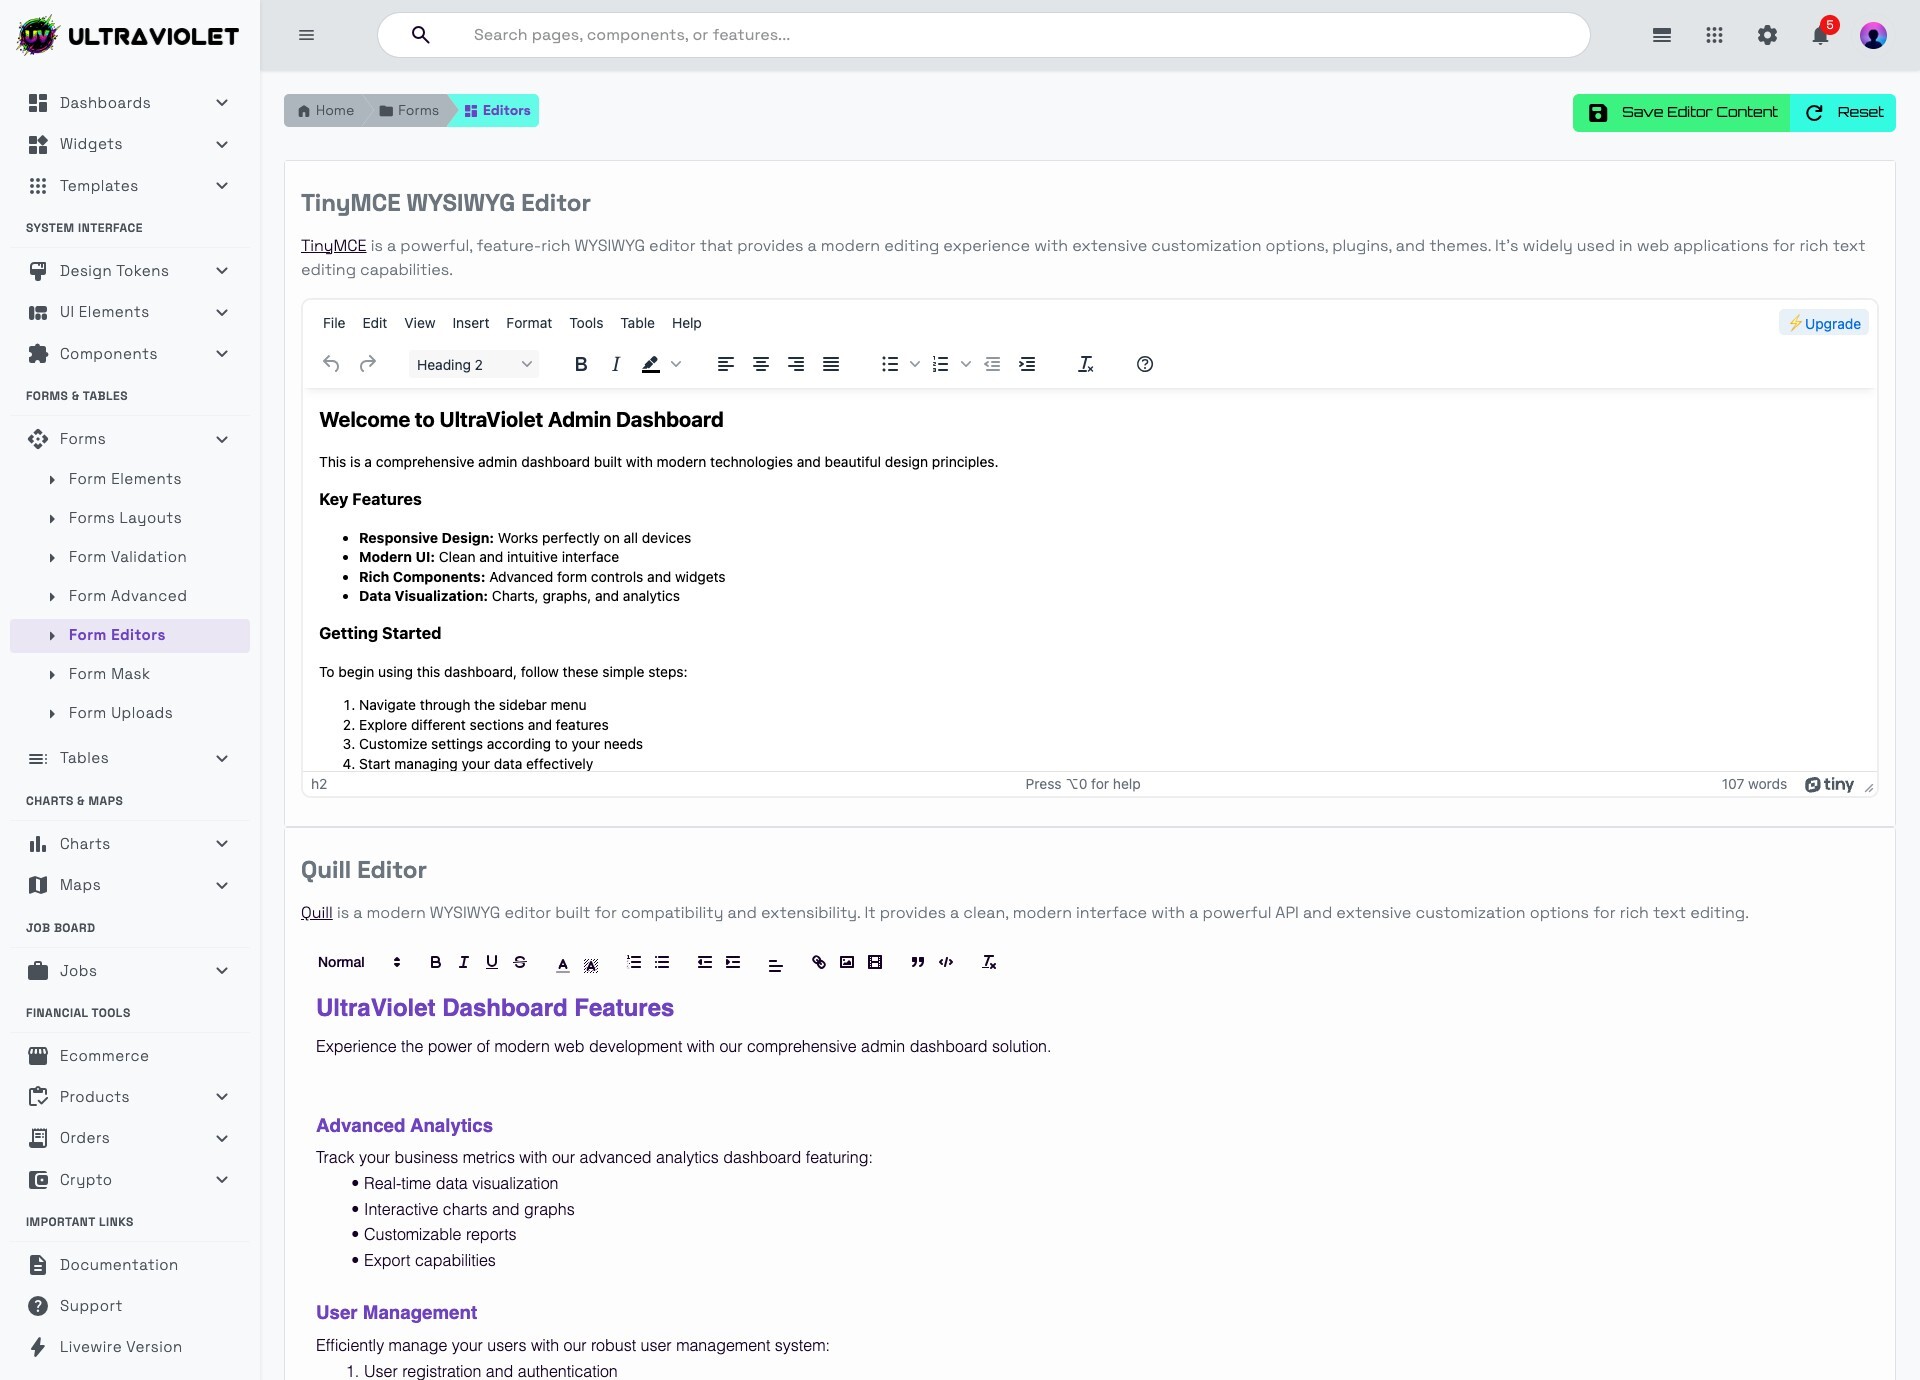 ULTRAVIOLET
Search pages, components, or features...
5
Dashboards
Widgets
Templates
SYSTEM INTERFACE
Design Tokens
UI Elements
Components
FORMS & TABLES
Forms
Form Elements
Forms Layouts
Form Validation
Form Advanced
Form Editors
Form Mask
Form Uploads
Tables
CHARTS & MAPS
Charts
Maps
JOB BOARD
Jobs
FINANCIAL TOOLS
Ecommerce
Products
Orders
Crypto
IMPORTANT LINKS
Documentation
Support
Livewire Version
Home Forms Editors
Save Editor Content Reset
TinyMCE WYSIWYG Editor
TinyMCE is a powerful, feature-rich WYSIWYG editor that provides a modern editing experience with extensive customization options, plugins, and themes. It's widely used in web applications for rich text
editing capabilities.
File Edit View Insert Format Tools Table Help
⚡Upgrade
Heading 2
Welcome to UltraViolet Admin Dashboard
This is a comprehensive admin dashboard built with modern technologies and beautiful design principles.
Key Features
• Responsive Design: Works perfectly on all devices
• Modern UI: Clean and intuitive interface
• Rich Components: Advanced form controls and widgets
• Data Visualization: Charts, graphs, and analytics
Getting Started
To begin using this dashboard, follow these simple steps:
1. Navigate through the sidebar menu
2. Explore different sections and features
3. Customize settings according to your needs
4. Start managing your data effectively
h2 Press ⌥0 for help 107 words tiny
Quill Editor
Quill is a modern WYSIWYG editor built for compatibility and extensibility. It provides a clean, modern interface with a powerful API and extensive customization options for rich text editing.
Normal
UltraViolet Dashboard Features
Experience the power of modern web development with our comprehensive admin dashboard solution.
Advanced Analytics
Track your business metrics with our advanced analytics dashboard featuring:
• Real-time data visualization
• Interactive charts and graphs
• Customizable reports
• Export capabilities
User Management
Efficiently manage your users with our robust user management system:
1. User registration and authentication